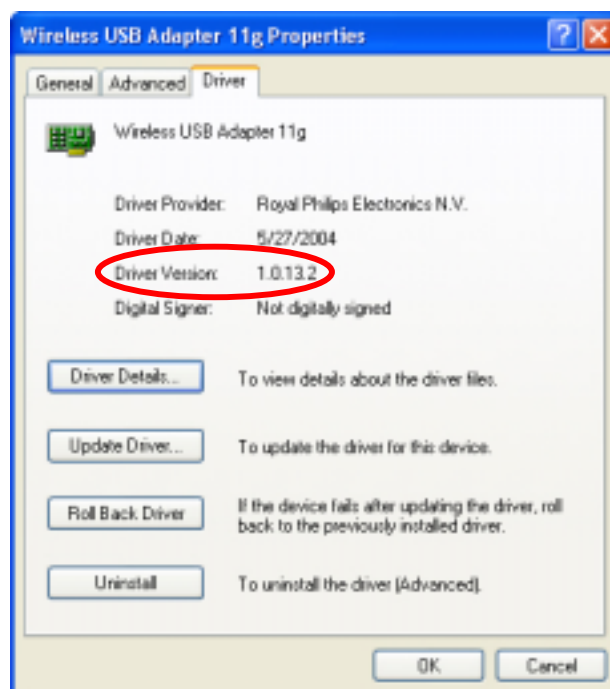 Wireless USB Adapter 11g Properties
General Advanced Driver
Wireless USB Adapter 11g
Driver Provider: Royal Philips Electronics N.V.
Driver Date: 5/27/2004
Driver Version: 1.0.13.2
Digital Signer: Not digitally signed
Driver Details... To view details about the driver files.
Update Driver... To update the driver for this device.
Roll Back Driver If the device fails after updating the driver, roll
back to the previously installed driver.
Uninstall To uninstall the driver (Advanced).
OK Cancel